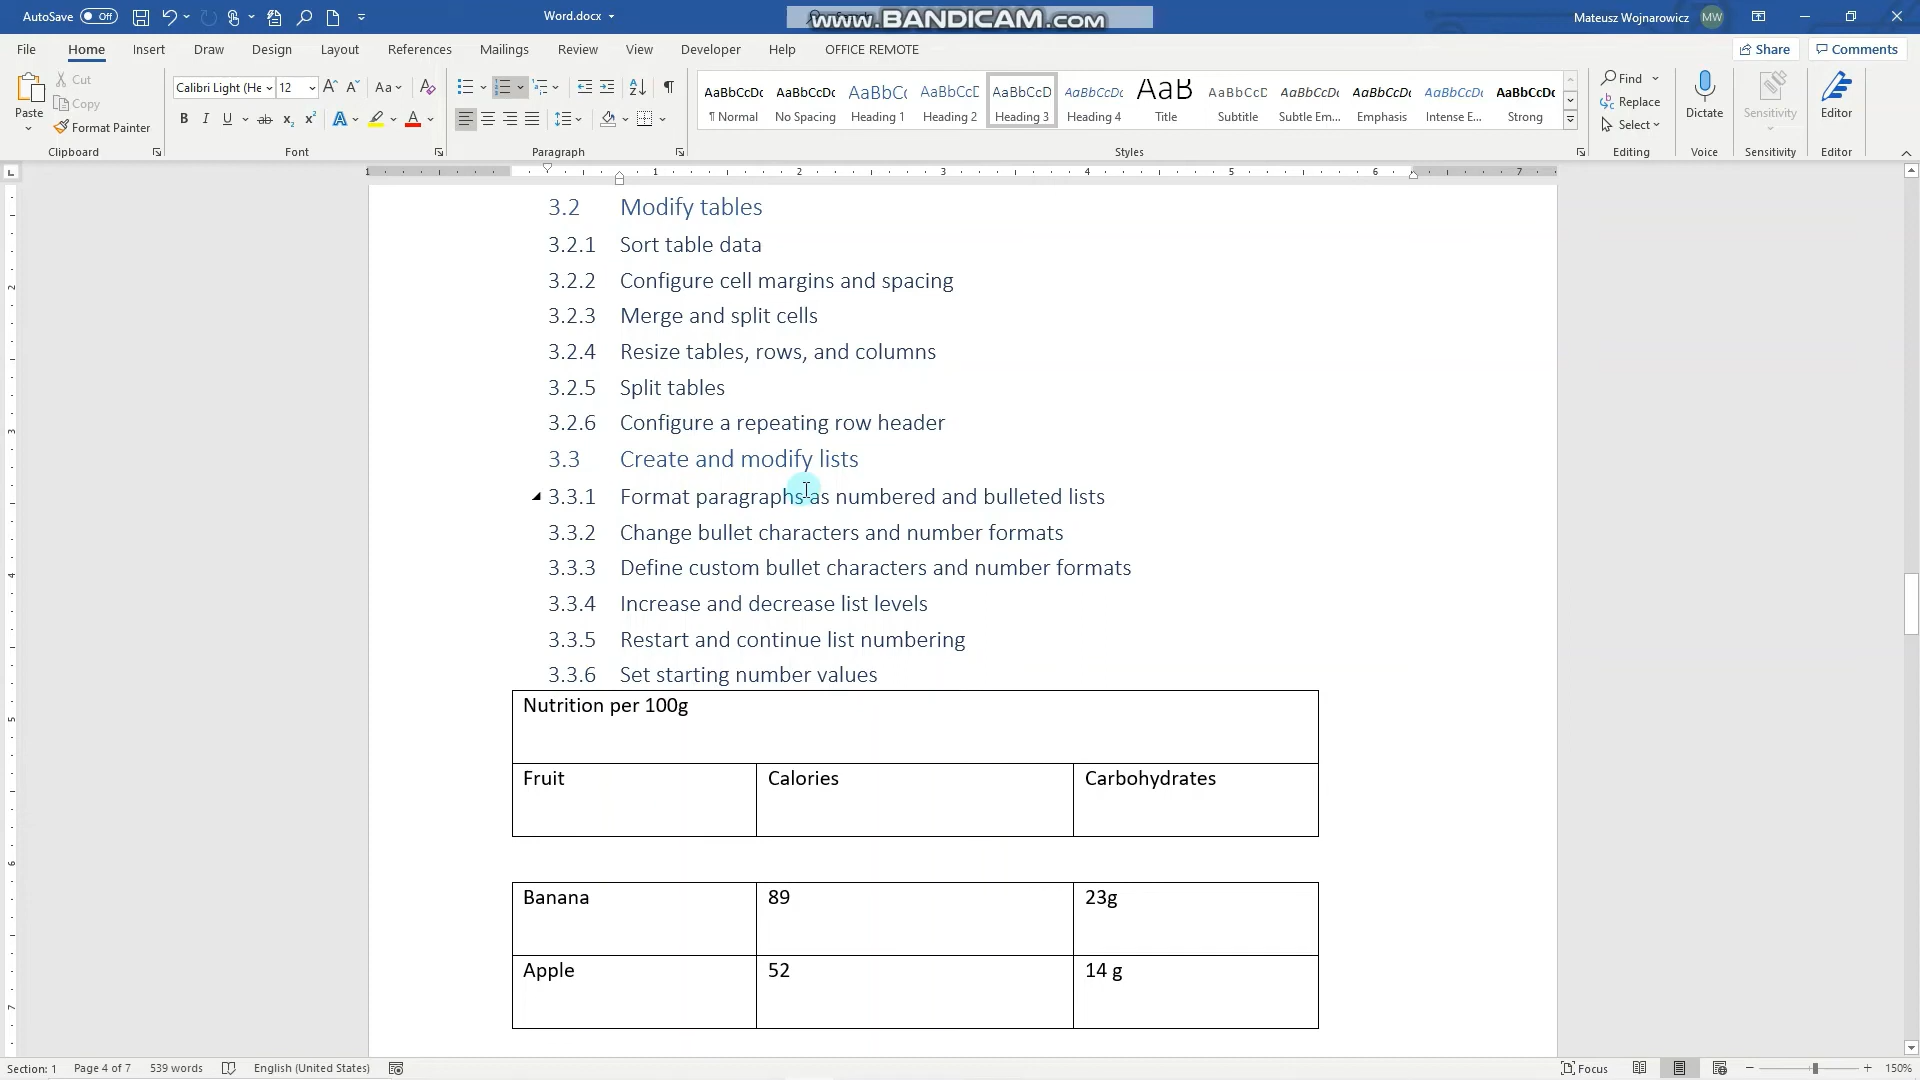 AutoSave Off
Word.docx
www.BANDICAM.com
Mateusz Wojnarowicz MW
File Home Insert Draw Design Layout References Mailings Review View Developer Help OFFICE REMOTE
Share Comments
Paste
Cut
Copy
Format Painter
Clipboard
Calibri Light (He 12
Font
Paragraph
AaBbCcDc AaBbCcDc AaBbC( AaBbCcD AaBbCcD AaBbCcDc AaB AaBbCcD AaBbCcDc AaBbCcDc AaBbCcDc AaBbCcDc
¶ Normal No Spacing Heading 1 Heading 2 Heading 3 Heading 4 Title Subtitle Subtle Em... Emphasis Intense E... Strong
Styles
Find
Replace
Select
Editing
Dictate
Voice
Sensitivity
Sensitivity
Editor
Editor
1 1 2 3 4 5 6 7
3.2 Modify tables
3.2.1 Sort table data
3.2.2 Configure cell margins and spacing
3.2.3 Merge and split cells
3.2.4 Resize tables, rows, and columns
3.2.5 Split tables
3.2.6 Configure a repeating row header
3.3 Create and modify lists
3.3.1 Format paragraphs as numbered and bulleted lists
3.3.2 Change bullet characters and number formats
3.3.3 Define custom bullet characters and number formats
3.3.4 Increase and decrease list levels
3.3.5 Restart and continue list numbering
3.3.6 Set starting number values
Nutrition per 100g
Fruit Calories Carbohydrates
Banana 89 23g
Apple 52 14 g
Section: 1 Page 4 of 7 539 words English (United States)
Focus
150%